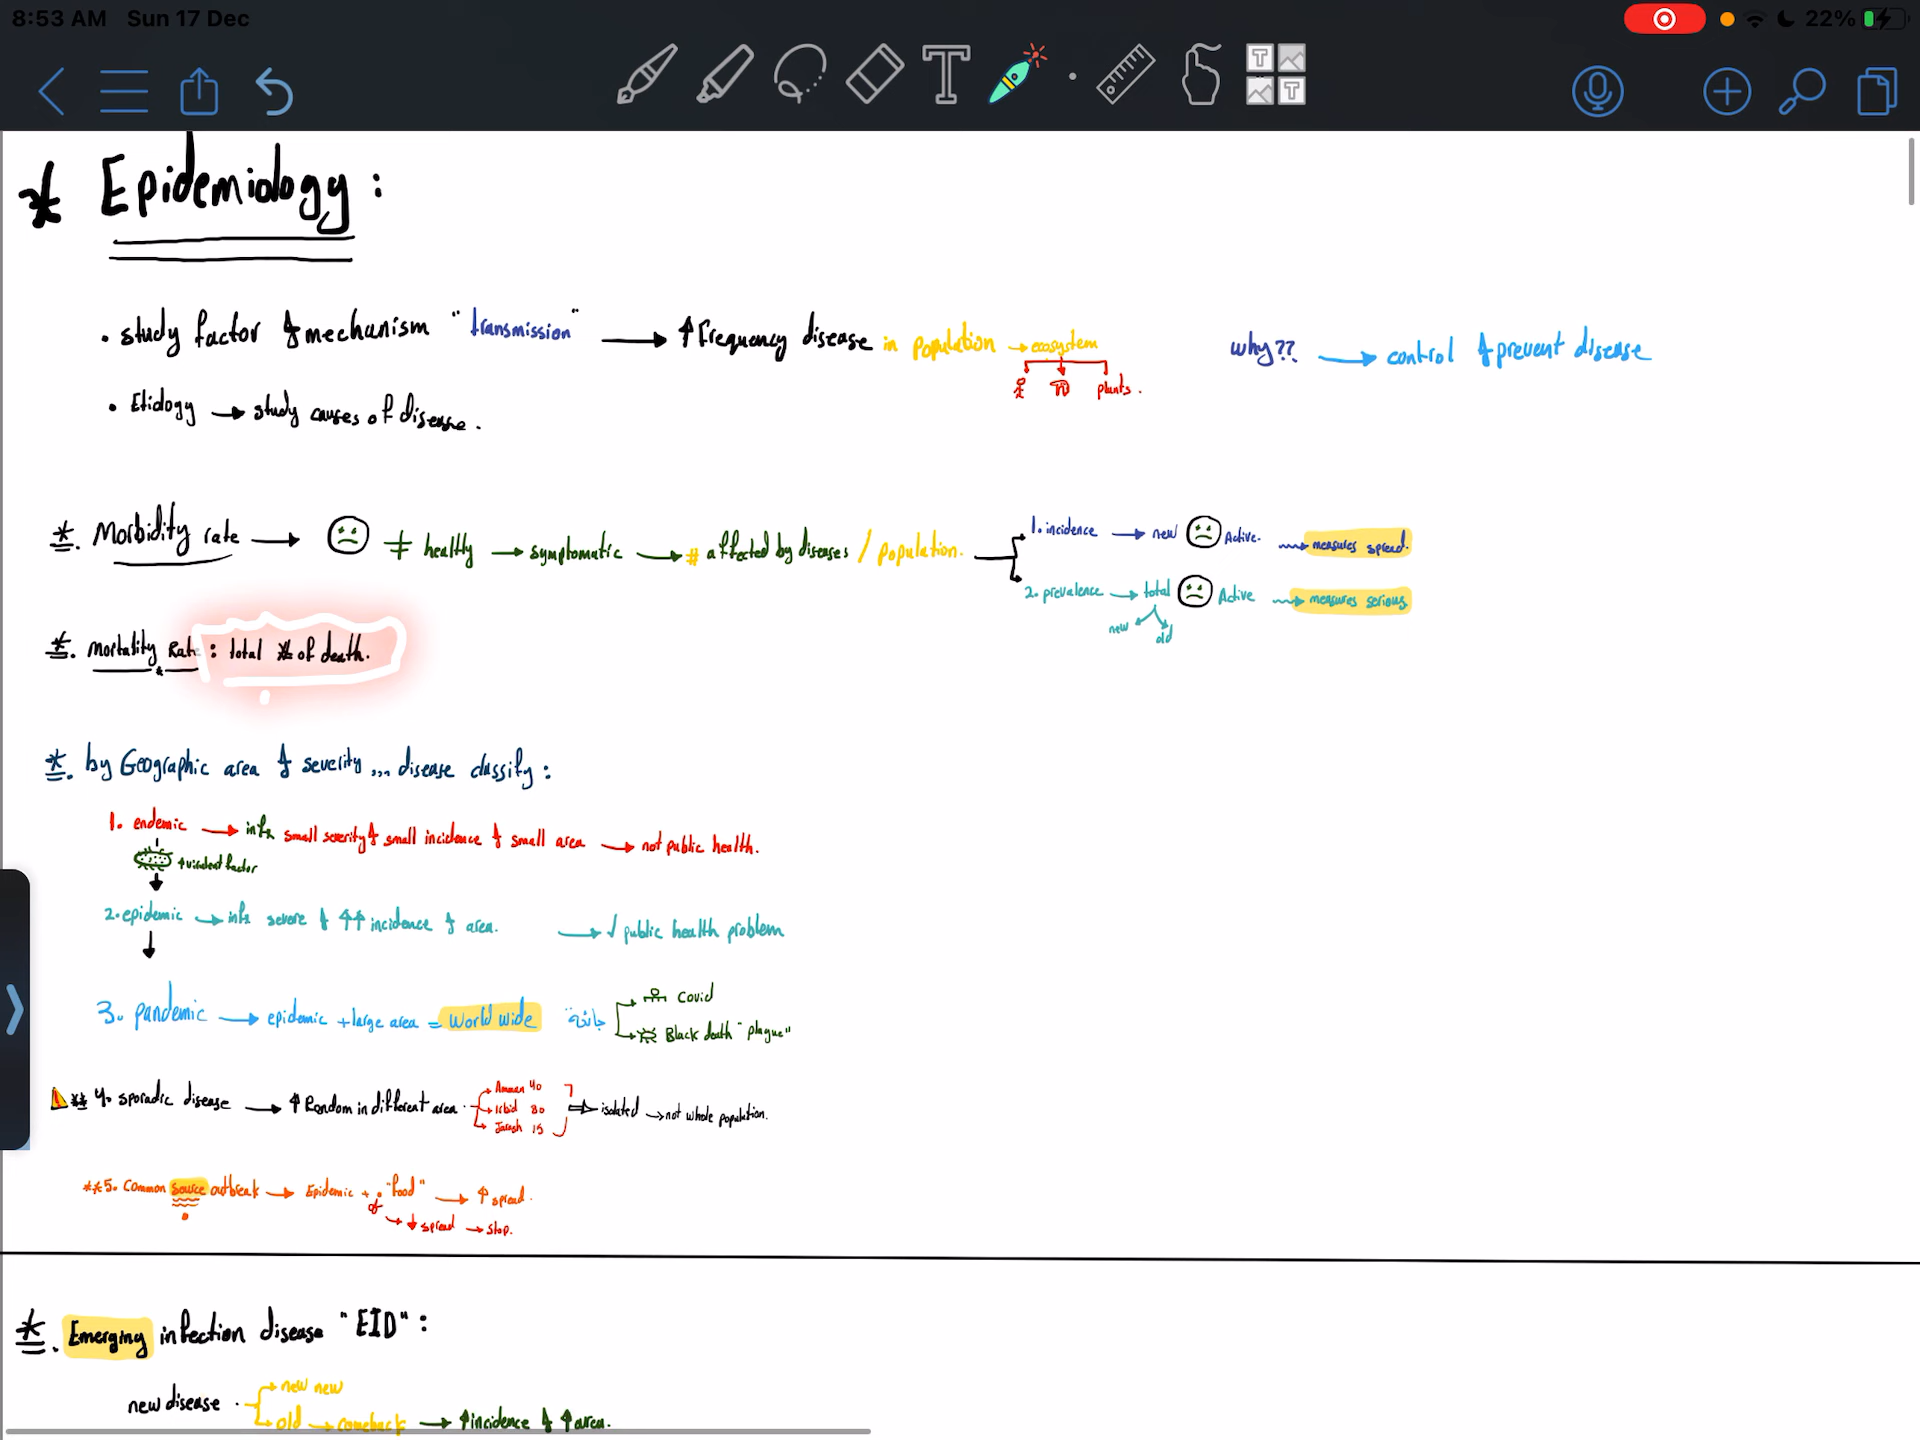 8:53 AM Sun 17 Dec
22%
* Epidemiology :
• study factor & mechanism "transmission" → ↑ Frequency disease in population → ecosystem
plants.
why?? → control & prevent disease
• Etiology → study causes of disease.
*. Morbidity rate → ≠ healthy → symptomatic → # affected by diseases / population.
1. incidence → new Active. → measures spread.
2. prevalence → total Active → measures serious.
new old
*. Mortality Rate : total # of death.
*. by Geographic area & severity ,,, disease classify :
1. endemic → infx small severity & small incidence & small area → not public health.
↑ virulent factor
2. epidemic → infx severe & ↑↑ incidence & area. → √ public health problem
3. pandemic → epidemic + large area = World wide جائحة
Covid
Black death "plague"
** 4. sporadic disease → ↑ Random in different area.
Amman 40
Irbid 80
Jarash 15
⇒ isolated → not whole population.
**5. Common source outbreak → Epidemic + "food" → ↑ spread.
↓ spread → stop.
*. Emerging infection disease "EID" :
new disease
new new
old → comeback → ↑ incidence & ↑ area.